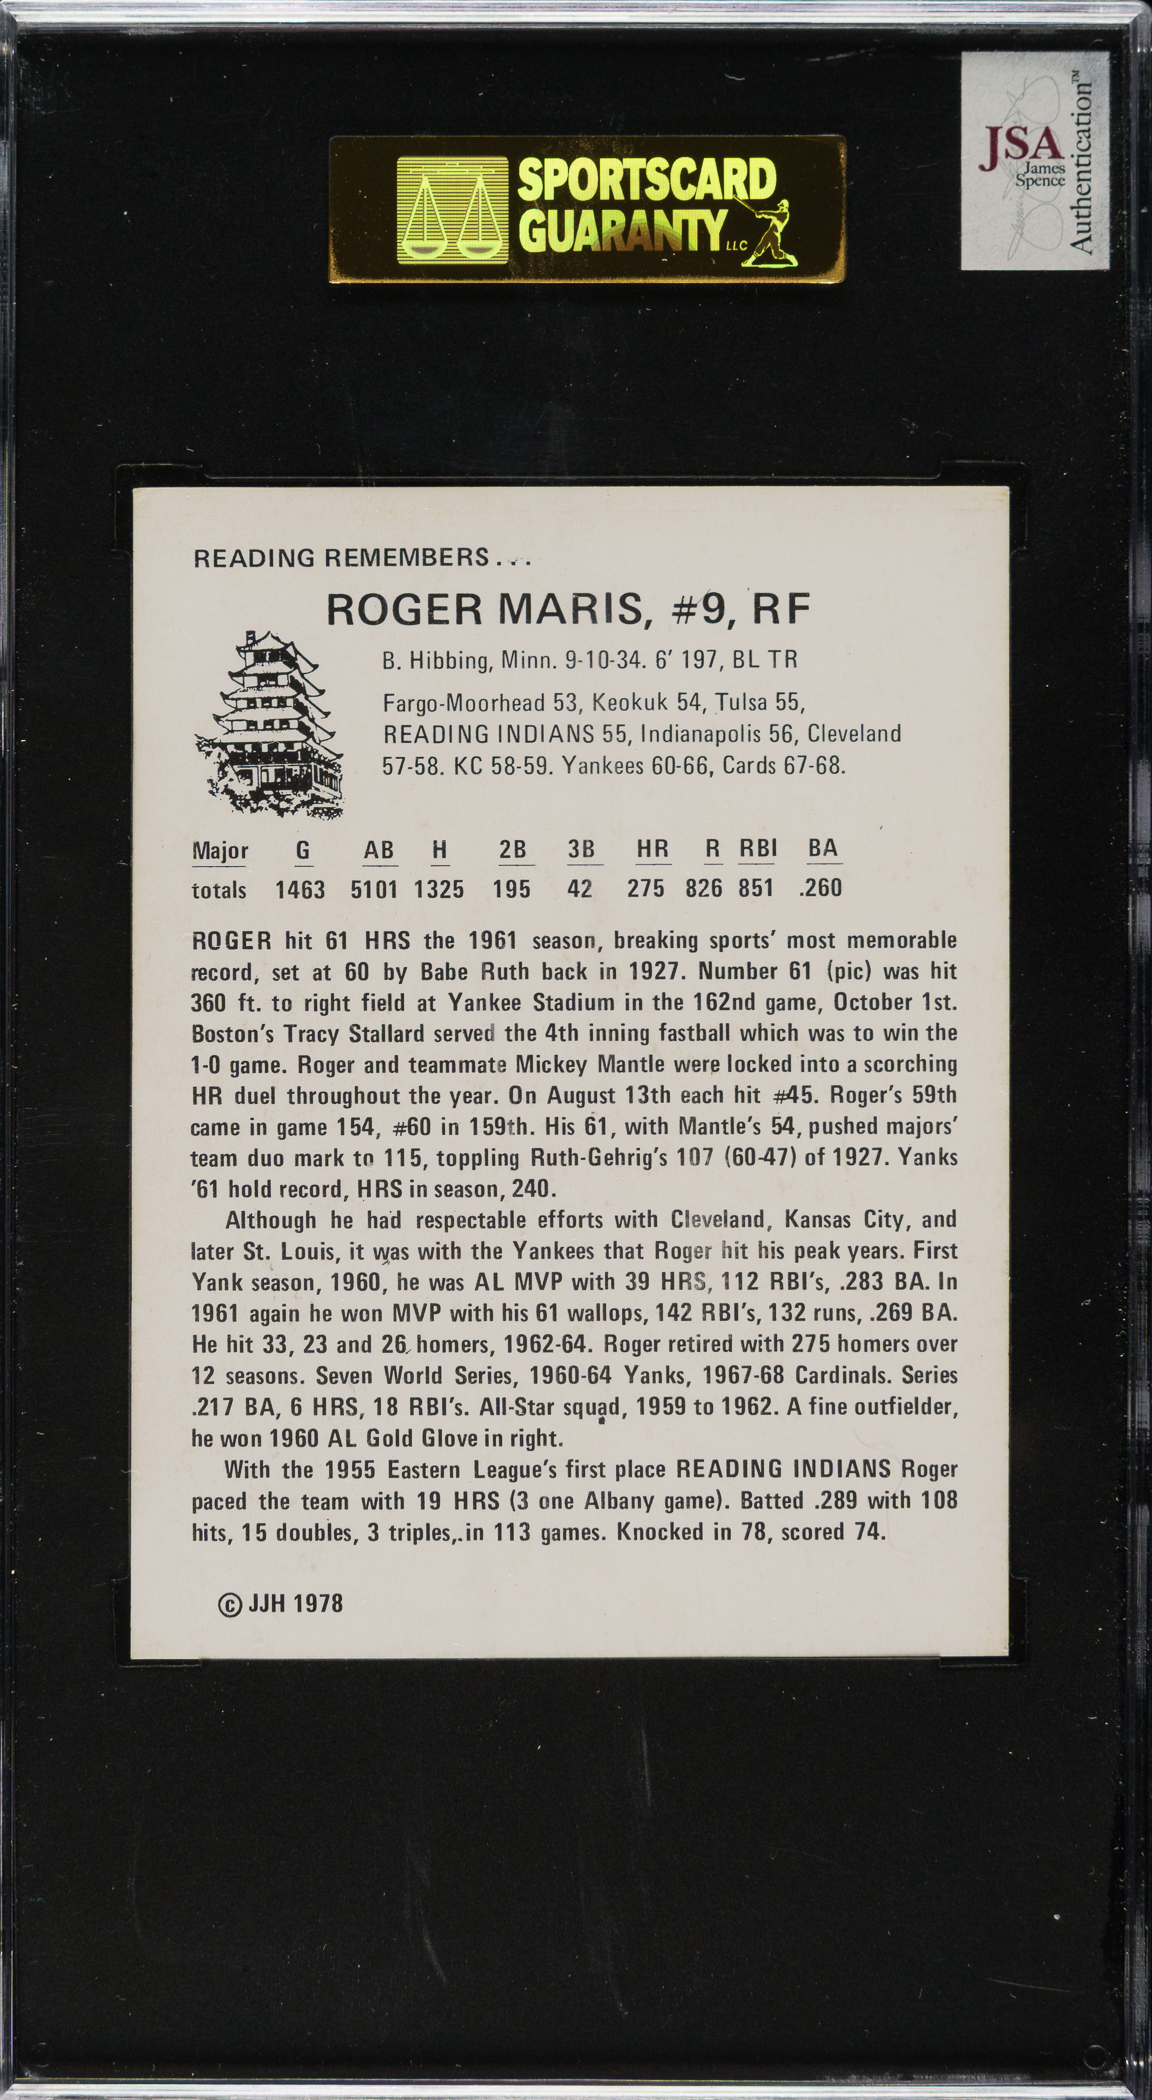 SPORTSCARD
GUARANTY LLC
JSA
James
Spence
Authentication™
READING REMEMBERS...
ROGER MARIS, #9, RF
B. Hibbing, Minn. 9-10-34. 6' 197, BL TR
Fargo-Moorhead 53, Keokuk 54, Tulsa 55,
READING INDIANS 55, Indianapolis 56, Cleveland
57-58. KC 58-59. Yankees 60-66, Cards 67-68.
Major G AB H 2B 3B HR R RBI BA
totals 1463 5101 1325 195 42 275 826 851 .260
ROGER hit 61 HRS the 1961 season, breaking sports' most memorable
record, set at 60 by Babe Ruth back in 1927. Number 61 (pic) was hit
360 ft. to right field at Yankee Stadium in the 162nd game, October 1st.
Boston's Tracy Stallard served the 4th inning fastball which was to win the
1-0 game. Roger and teammate Mickey Mantle were locked into a scorching
HR duel throughout the year. On August 13th each hit #45. Roger's 59th
came in game 154, #60 in 159th. His 61, with Mantle's 54, pushed majors'
team duo mark to 115, toppling Ruth-Gehrig's 107 (60-47) of 1927. Yanks
'61 hold record, HRS in season, 240.
Although he had respectable efforts with Cleveland, Kansas City, and
later St. Louis, it was with the Yankees that Roger hit his peak years. First
Yank season, 1960, he was AL MVP with 39 HRS, 112 RBI's, .283 BA. In
1961 again he won MVP with his 61 wallops, 142 RBI's, 132 runs, .269 BA.
He hit 33, 23 and 26 homers, 1962-64. Roger retired with 275 homers over
12 seasons. Seven World Series, 1960-64 Yanks, 1967-68 Cardinals. Series
.217 BA, 6 HRS, 18 RBI's. All-Star squad, 1959 to 1962. A fine outfielder,
he won 1960 AL Gold Glove in right.
With the 1955 Eastern League's first place READING INDIANS Roger
paced the team with 19 HRS (3 one Albany game). Batted .289 with 108
hits, 15 doubles, 3 triples,.in 113 games. Knocked in 78, scored 74.
© JJH 1978